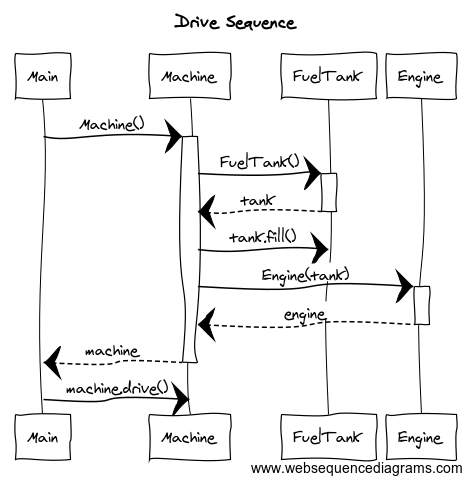 Drive Sequence
Main
Machine
FuelTank
Engine
Machine()
FuelTank()
tank
tank.fill()
Engine(tank)
engine
machine
machine.drive()
Main
Machine
FuelTank
Engine
www.websequencediagrams.com